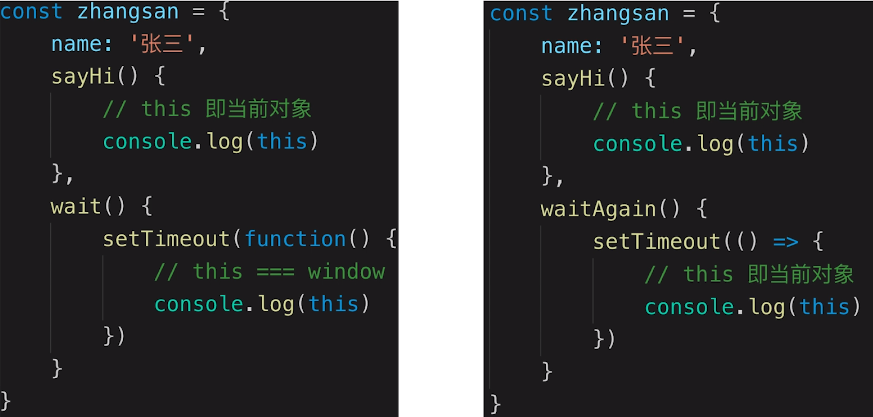 const zhangsan = {
    name: '张三',
    sayHi() {
        // this 即当前对象
        console.log(this)
    },
    wait() {
        setTimeout(function() {
            // this === window
            console.log(this)
        })
    }
}
const zhangsan = {
    name: '张三',
    sayHi() {
        // this 即当前对象
        console.log(this)
    },
    waitAgain() {
        setTimeout(() => {
            // this 即当前对象
            console.log(this)
        })
    }
}